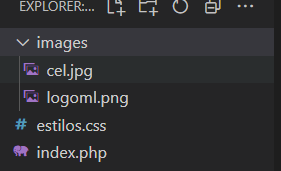 EXPLORER:...
images
cel.jpg
logoml.png
# estilos.css
index.php